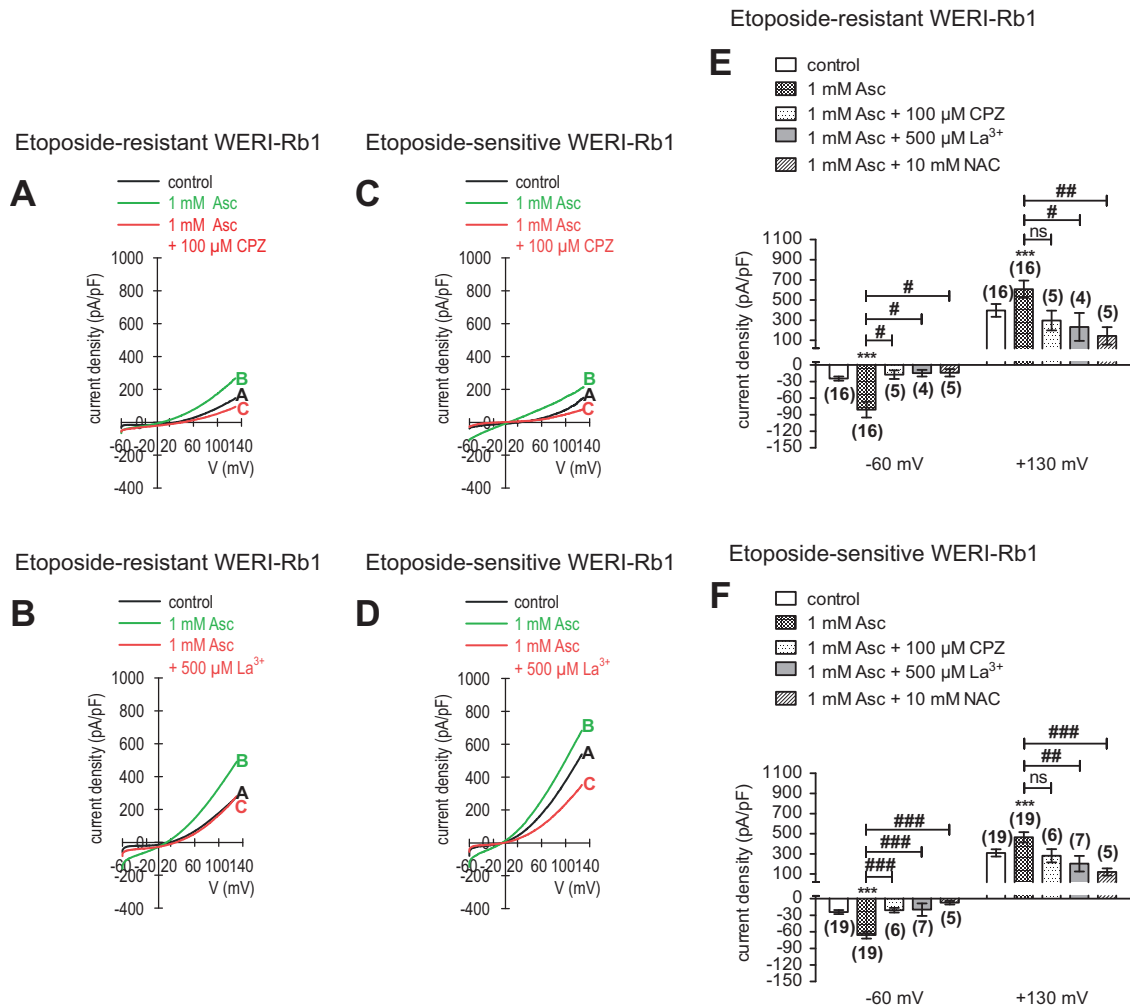 Etoposide-resistant WERI-Rb1
A
control
1 mM Asc
1 mM Asc
+ 100 µM CPZ
current density (pA/pF)
1000
800
600
400
200
0
-200
-400
-60 -20 20 60 100 140
V (mV)
B
A
C
Etoposide-sensitive WERI-Rb1
C
control
1 mM Asc
1 mM Asc
+ 100 µM CPZ
current density (pA/pF)
1000
800
600
400
200
0
-200
-400
-60 -20 20 60 100 140
V (mV)
B
A
C
Etoposide-resistant WERI-Rb1
B
control
1 mM Asc
1 mM Asc
+ 500 µM La³⁺
current density (pA/pF)
1000
800
600
400
200
0
-200
-400
-60 -20 20 60 100 140
V (mV)
B
A
C
Etoposide-sensitive WERI-Rb1
D
control
1 mM Asc
1 mM Asc
+ 500 µM La³⁺
current density (pA/pF)
1000
800
600
400
200
0
-200
-400
-60 -20 20 60 100 140
V (mV)
B
A
C
Etoposide-resistant WERI-Rb1
E
control
1 mM Asc
1 mM Asc + 100 µM CPZ
1 mM Asc + 500 µM La³⁺
1 mM Asc + 10 mM NAC
current density (pA/pF)
1100
900
700
500
300
100
0
-30
-60
-90
-120
-150
#
#
#
***
(16)
(16)
(5)
(4)
(5)
-60 mV
##
#
ns
***
(16)
(16)
(5)
(4)
(5)
+130 mV
Etoposide-sensitive WERI-Rb1
F
control
1 mM Asc
1 mM Asc + 100 µM CPZ
1 mM Asc + 500 µM La³⁺
1 mM Asc + 10 mM NAC
current density (pA/pF)
1100
900
700
500
300
100
0
-30
-60
-90
-120
-150
###
###
###
***
(19)
(19)
(6)
(7)
(5)
-60 mV
###
##
ns
***
(19)
(19)
(6)
(7)
(5)
+130 mV